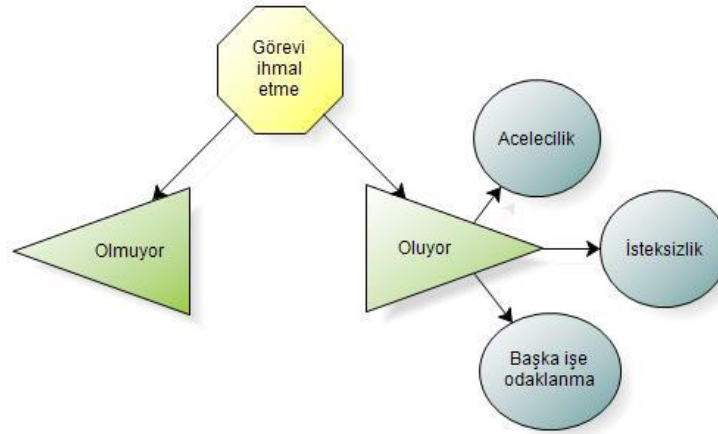 Görevi
ihmal
etme
Acelecilik
Olmuyor
Oluyor
İsteksizlik
Başka işe
odaklanma